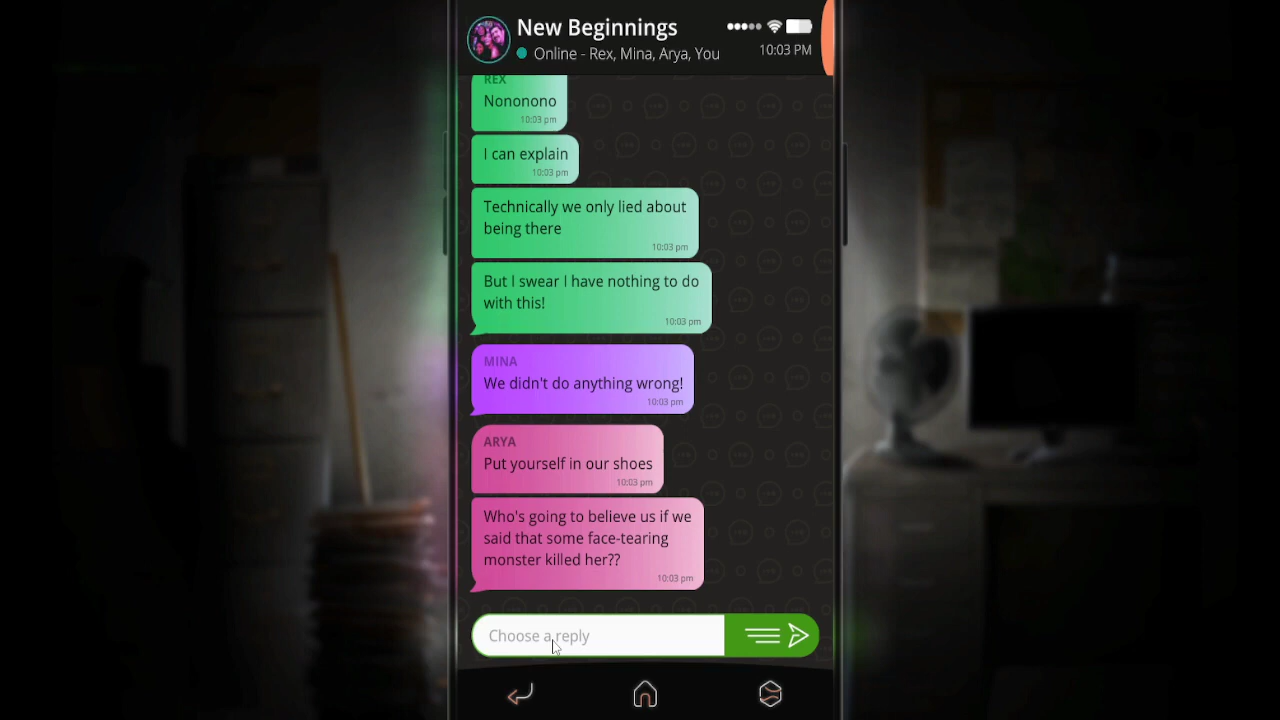 New Beginnings
Online - Rex, Mina, Arya, You
10:03 PM
REX
Nononono
10:03 pm
I can explain
10:03 pm
Technically we only lied about
being there
10:03 pm
But I swear I have nothing to do
with this!
10:03 pm
MINA
We didn't do anything wrong!
10:03 pm
ARYA
Put yourself in our shoes
10:03 pm
Who's going to believe us if we
said that some face-tearing
monster killed her??
10:03 pm
Choose a reply